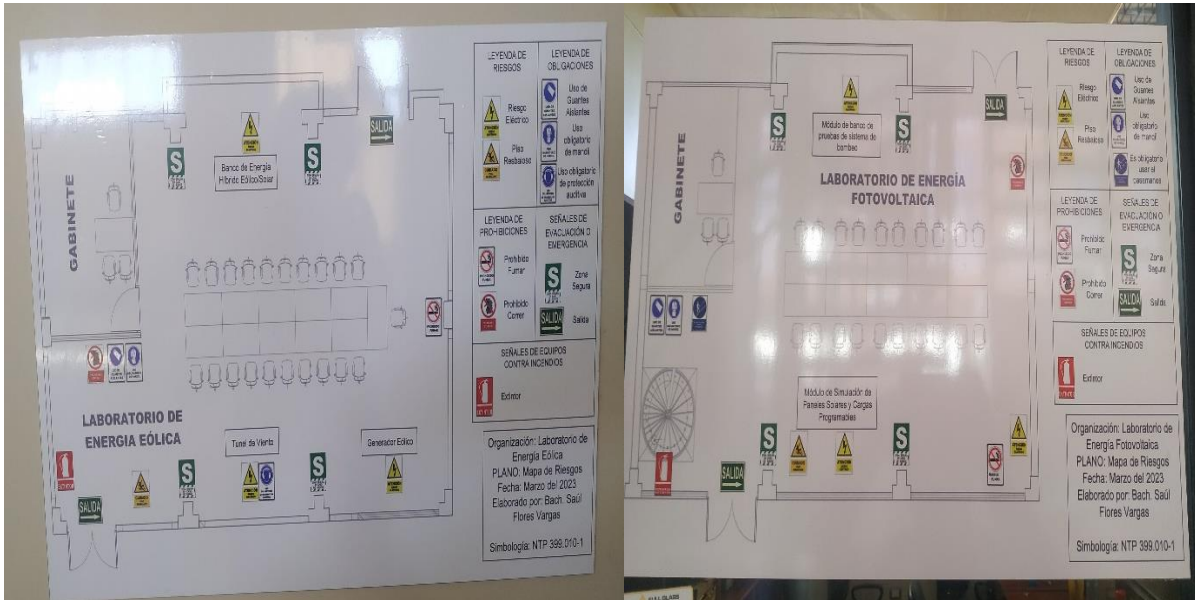 LEYENDA DE
RIESGOS
Riesgo
Eléctrico
Piso
Resbaloso
LEYENDA DE
OBLIGACIONES
Uso de
Guantes
Aislantes
Uso
obligatorio
de mandil
Uso obligatorio
de protección
auditiva
LEYENDA DE
PROHIBICIONES
Prohibido
Fumar
Prohibido
Correr
SEÑALES DE
EVACUACIÓN O
EMERGENCIA
S
Zona
Segura
SALIDA
Salida
SEÑALES DE EQUIPOS
CONTRA INCENDIOS
Extintor
Organización: Laboratorio de
Energía Eólica
PLANO: Mapa de Riesgos
Fecha: Marzo del 2023
Elaborado por: Bach. Saúl
Flores Vargas
Simbología: NTP 399.010-1
GABINETE
S
Banco de Energía
Híbrido Eólico/Solar
S
SALIDA
LABORATORIO DE
ENERGIA EÓLICA
Tunel de Viento
Generador Eólico
SALIDA
S
S
LEYENDA DE
RIESGOS
Riesgo
Eléctrico
Piso
Resbaloso
LEYENDA DE
OBLIGACIONES
Uso de
Guantes
Aislantes
Uso
obligatorio
de mandil
Es obligatorio
usar el
pasamanos
LEYENDA DE
PROHIBICIONES
Prohibido
Fumar
Prohibido
Correr
SEÑALES DE
EVACUACIÓN O
EMERGENCIA
S
Zona
Segura
SALIDA
Salida
SEÑALES DE EQUIPOS
CONTRA INCENDIOS
Extintor
Organización: Laboratorio de
Energía Fotovoltaica
PLANO: Mapa de Riesgos
Fecha: Marzo del 2023
Elaborado por: Bach. Saúl
Flores Vargas
Simbología: NTP 399.010-1
GABINETE
S
Módulo de banco de
pruebas de sistema de
bombeo
S
SALIDA
LABORATORIO DE ENERGÍA
FOTOVOLTAICA
Módulo de Simulación de
Paneles Solares y Cargas
Programables
SALIDA
S
S